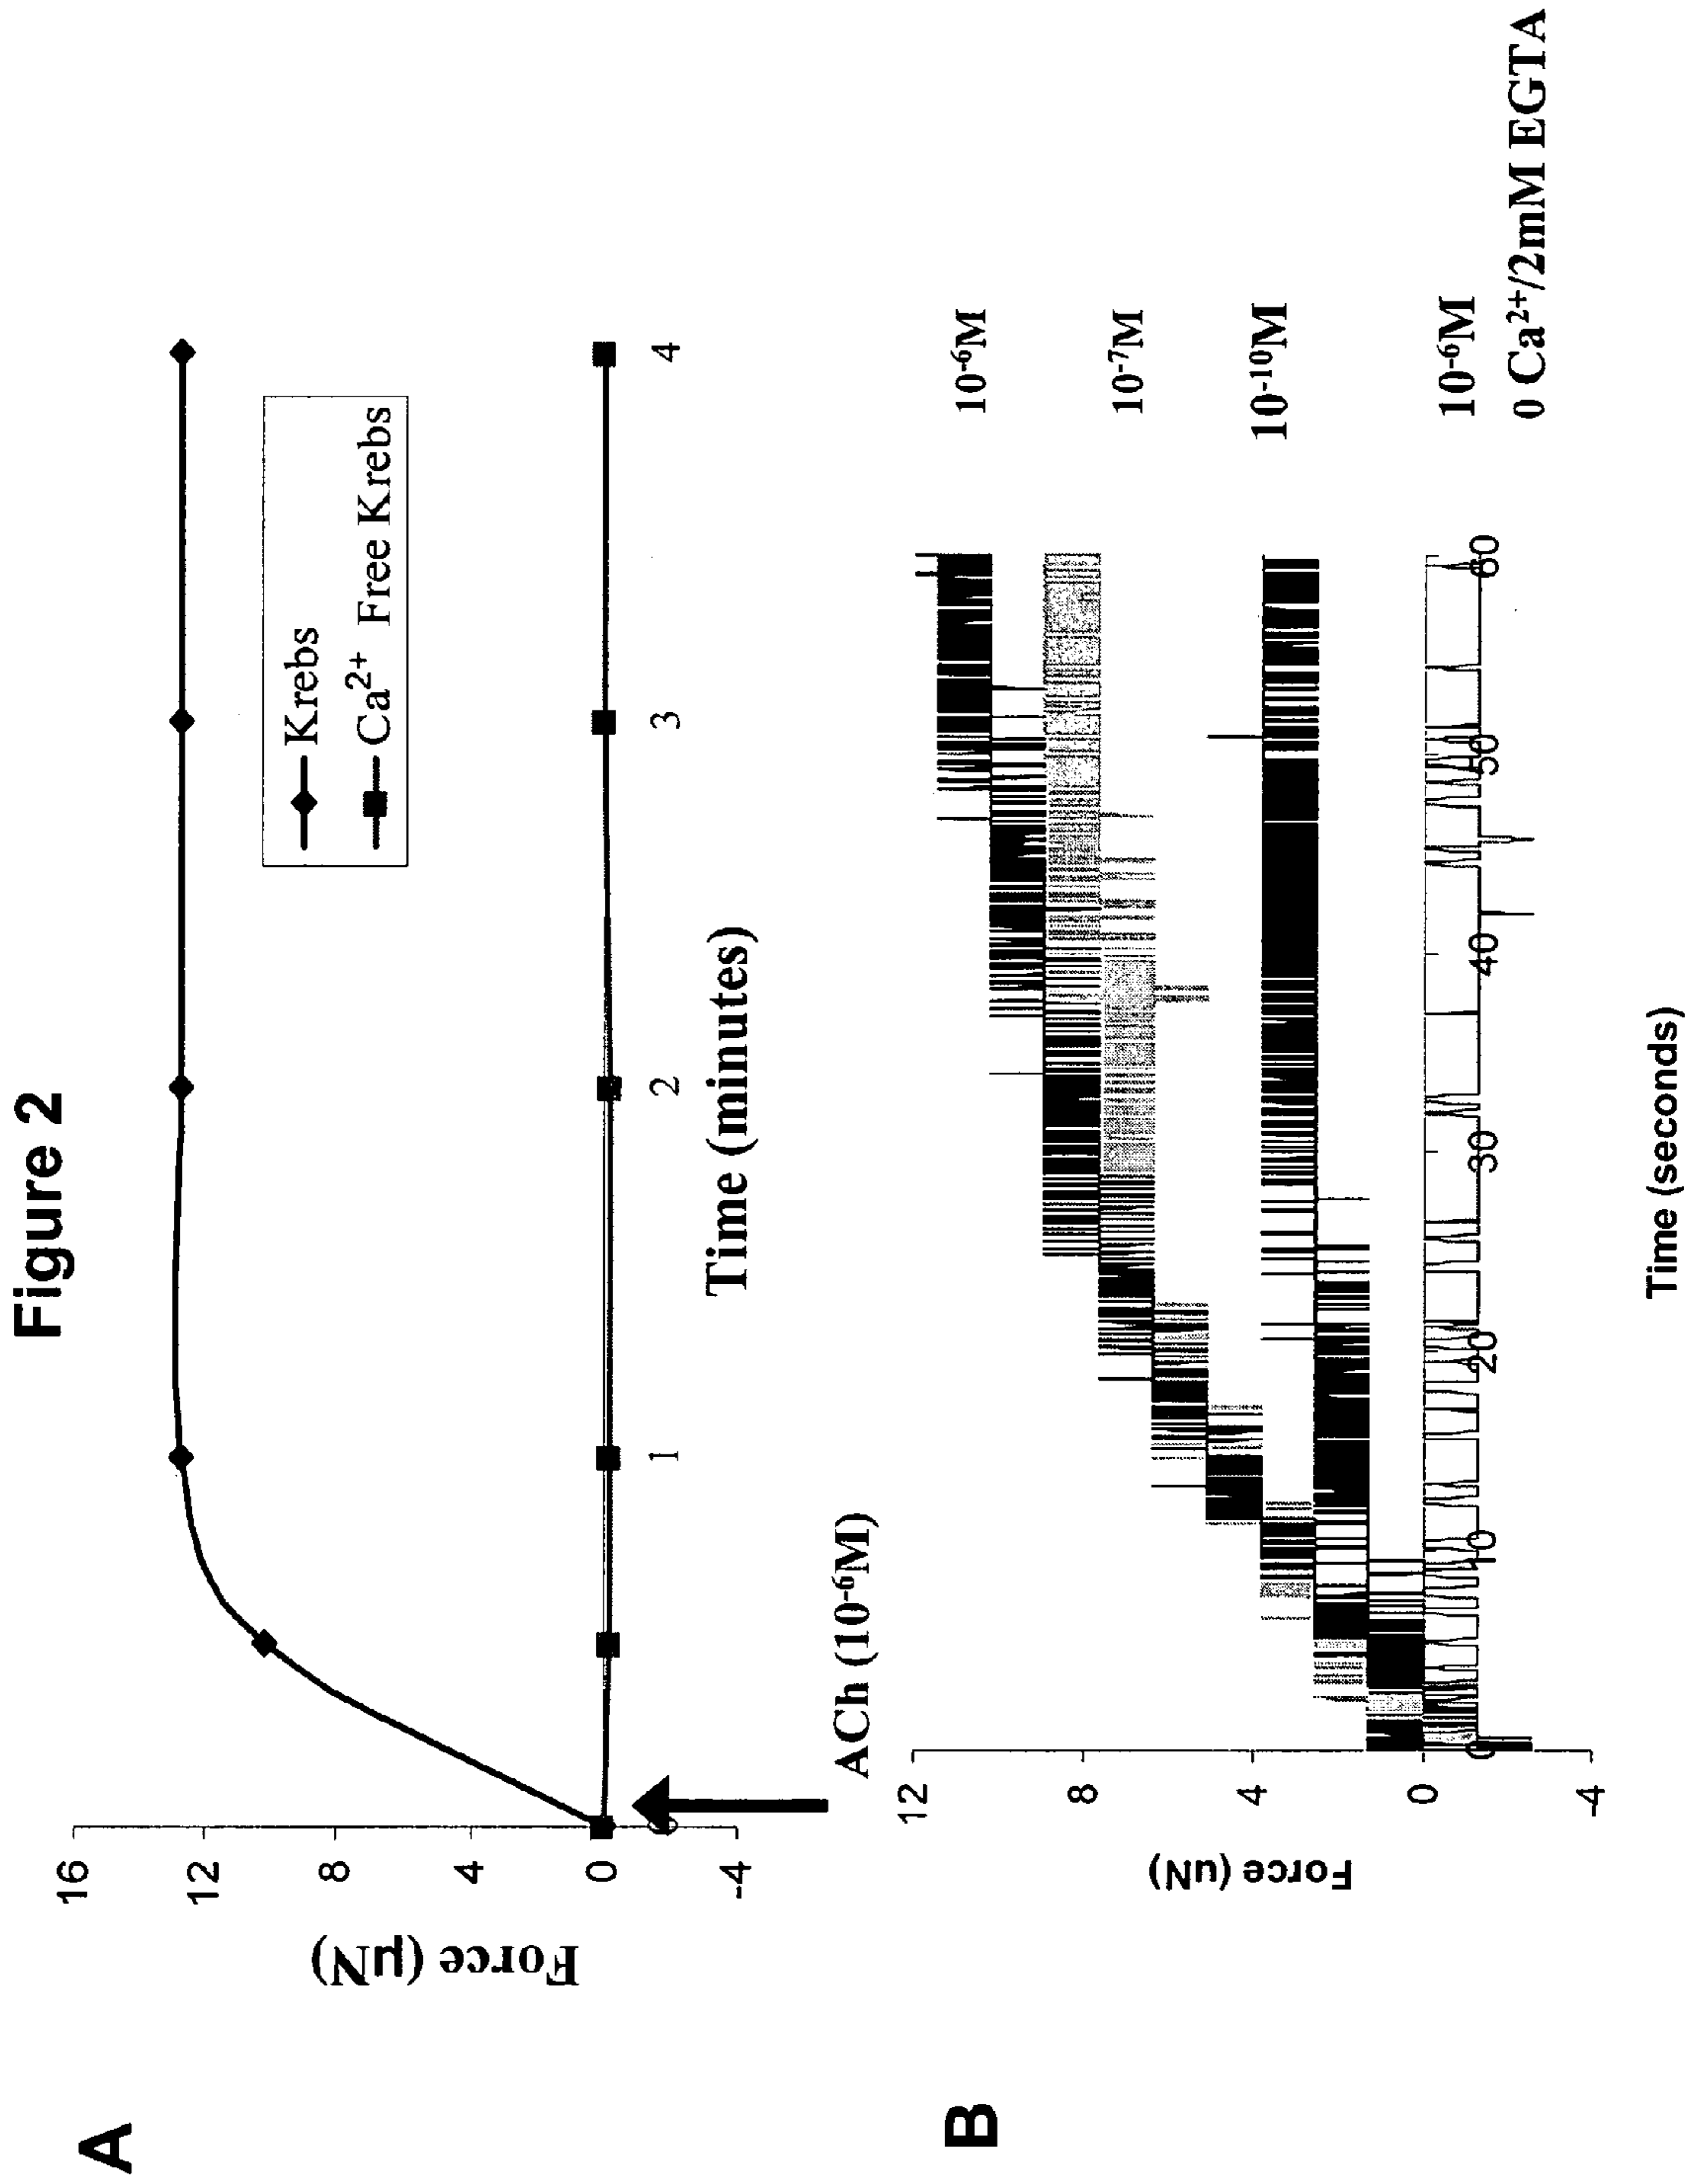 Figure 2
A
Force (µN)
16
12
8
4
0
-4
Krebs
Ca²⁺ Free Krebs
0
1
2
3
4
Time (minutes)
ACh (10⁻⁶M)
B
Force (uN)
12
8
4
0
-4
0
10
20
30
40
50
60
Time (seconds)
10⁻⁶M
10⁻⁷M
10⁻¹⁰M
10⁻⁶M
0 Ca²⁺/2mM EGTA